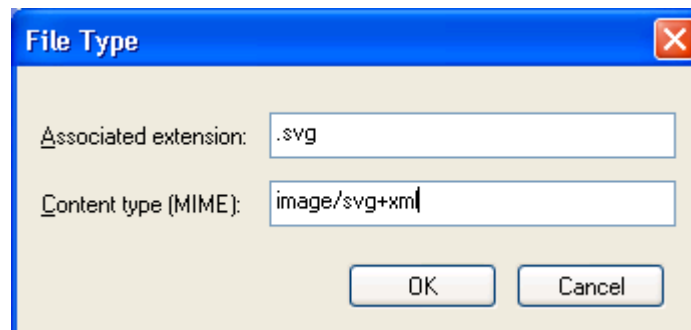 File Type
Associated extension: .svg
Content type (MIME): image/svg+xml
OK Cancel